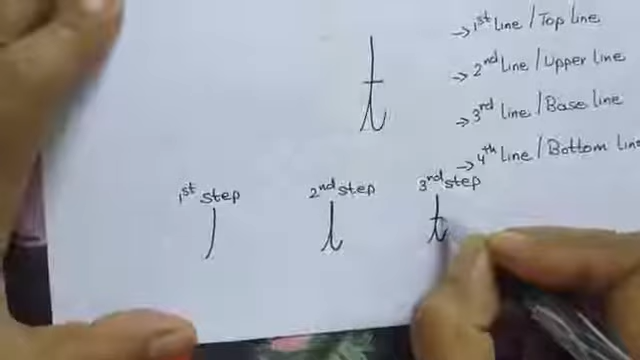 t
→ 1st line / Top line
→ 2nd line / Upper line
→ 3rd line / Base line
→ 4th line / Bottom line
1st step 2nd step 3rd step
t